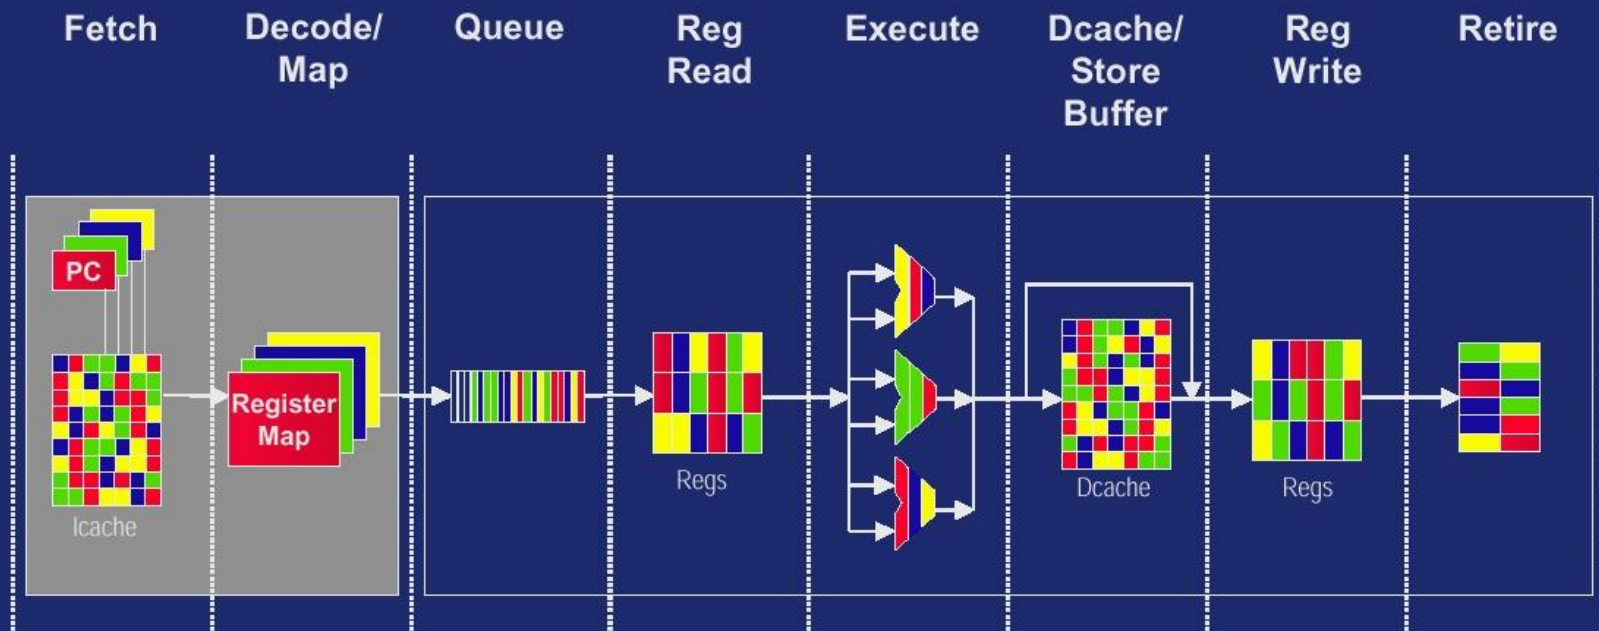 Fetch
Decode/
Map
Queue
Reg
Read
Execute
Dcache/
Store
Buffer
Reg
Write
Retire
PC
Register
Map
Icache
Regs
Dcache
Regs